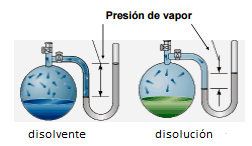 Presión de vapor
disolvente
disolución